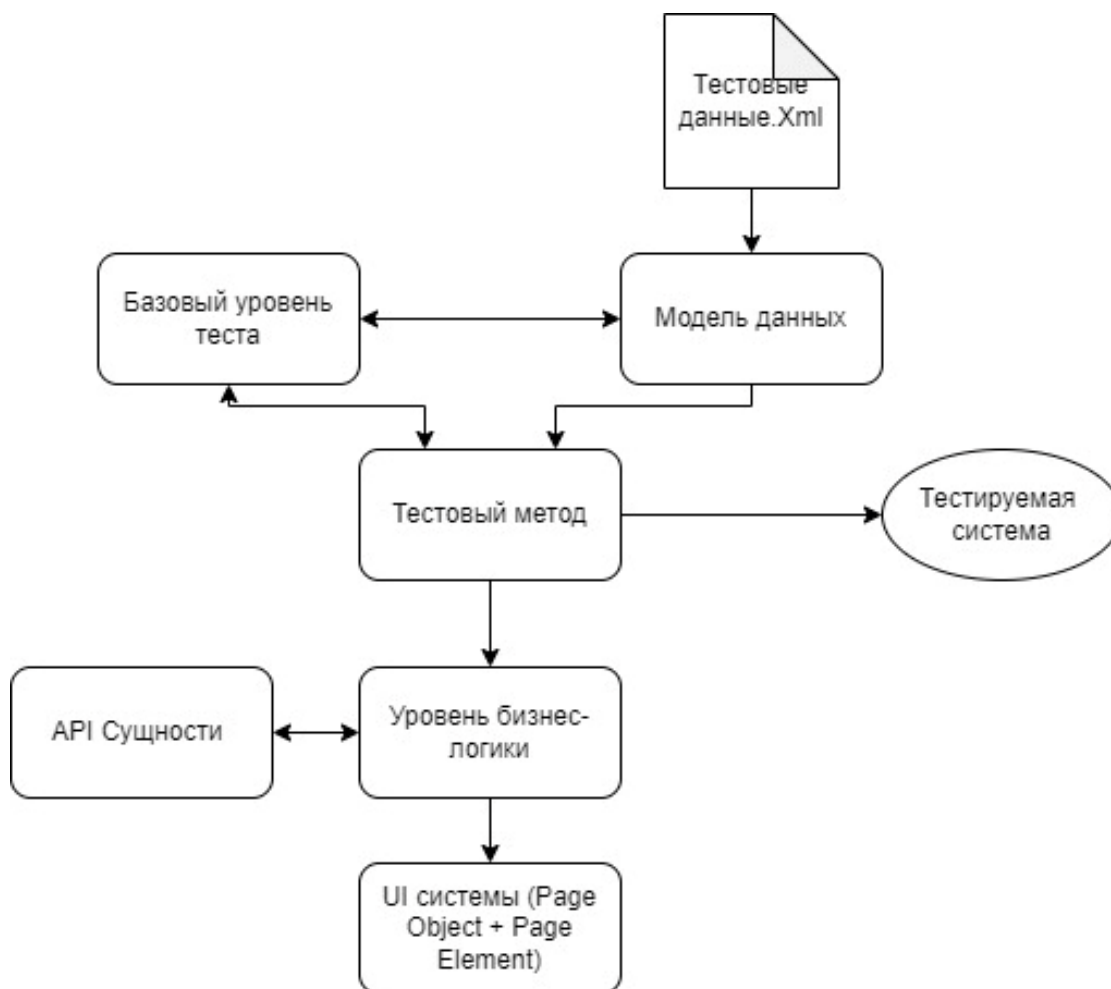 Тестовые
данные.Xml
Базовый уровень
теста
Модель данных
Тестовый метод
Тестируемая
система
API Сущности
Уровень бизнес-
логики
UI системы (Page
Object + Page
Element)